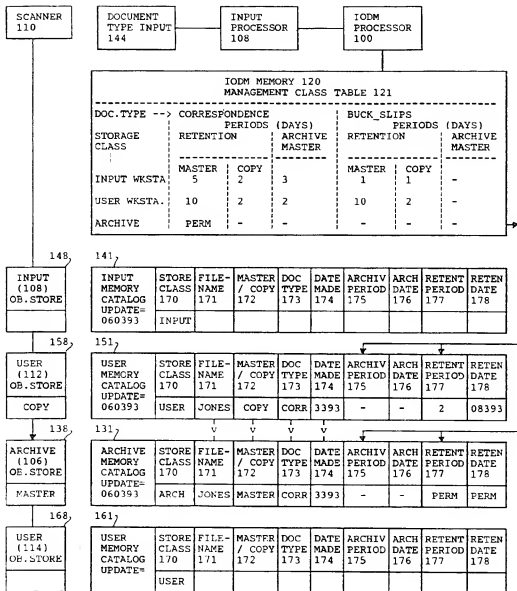 SCANNER
110
DOCUMENT
TYPE INPUT
144
INPUT
PROCESSOR
108
IODM
PROCESSOR
100
IODM MEMORY 120
MANAGEMENT CLASS TABLE 121
DOC.TYPE --> CORRESPONDENCE BUCK_SLIPS
PERIODS (DAYS) PERIODS (DAYS)
STORAGE RETENTION ARCHIVE RETENTION ARCHIVE
CLASS MASTER MASTER
MASTER COPY MASTER COPY
INPUT WKSTA 5 2 3 1 1 -
USER WKSTA. 10 2 2 10 2 -
ARCHIVE PERM - - - - -
148 141
INPUT
(108)
OB.STORE
INPUT
MEMORY
CATALOG
UPDATE=
060393
STORE CLASS 170
FILE-NAME 171
MASTER / COPY 172
DOC TYPE 173
DATE MADE 174
ARCHIV PERIOD 175
ARCH DATE 176
RETENT PERIOD 177
RETEN DATE 178
INPUT
158 151
USER
(112)
OB.STORE
COPY
USER
MEMORY
CATALOG
UPDATE=
060393
STORE CLASS 170
FILE-NAME 171
MASTER / COPY 172
DOC TYPE 173
DATE MADE 174
ARCHIV PERIOD 175
ARCH DATE 176
RETENT PERIOD 177
RETEN DATE 178
USER JONES COPY CORR 3393 - - 2 08393
V V V V
138 131
ARCHIVE
(106)
OE.STORE
MASTER
ARCHIVE
MEMORY
CATALOG
UPDATE=
060393
STORE CLASS 170
FILE-NAME 171
MASTER / COPY 172
DOC TYPE 173
DATE MADE 174
ARCHIV PERIOD 175
ARCH DATE 176
RETENT PERIOD 177
RETEN DATE 178
ARCH JONES MASTER CORR 3393 - - PERM PERM
168 161
USER
(114)
OB.STORE
USER
MEMORY
CATALOG
UPDATE=
STORE CLASS 170
FILE-NAME 171
MASTER / COPY 172
DOC TYPE 173
DATE MADE 174
ARCHIV PERIOD 175
ARCH DATE 176
RETENT PERIOD 177
RETEN DATE 178
USER